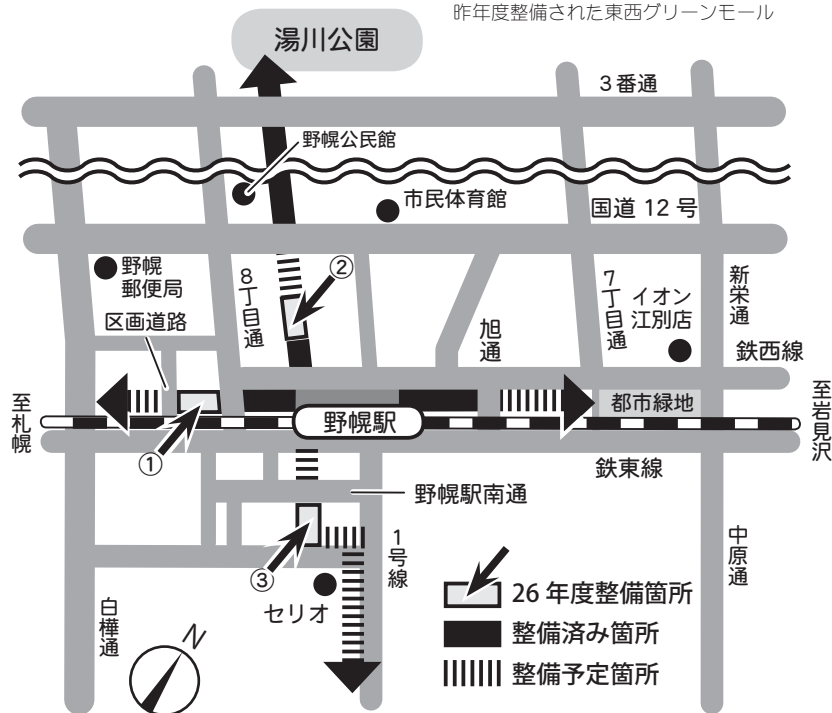 昨年度整備された東西グリーンモール
湯川公園
3番通
野幌公民館
市民体育館
国道 12 号
野幌
郵便局
8丁目通
②
7丁目通
イオン
江別店
新栄通
区画道路
旭通
鉄西線
至札幌
野幌駅
都市緑地
至岩見沢
①
鉄東線
野幌駅南通
③
1号線
中原通
セリオ
白樺通
N
26 年度整備箇所
整備済み箇所
整備予定箇所